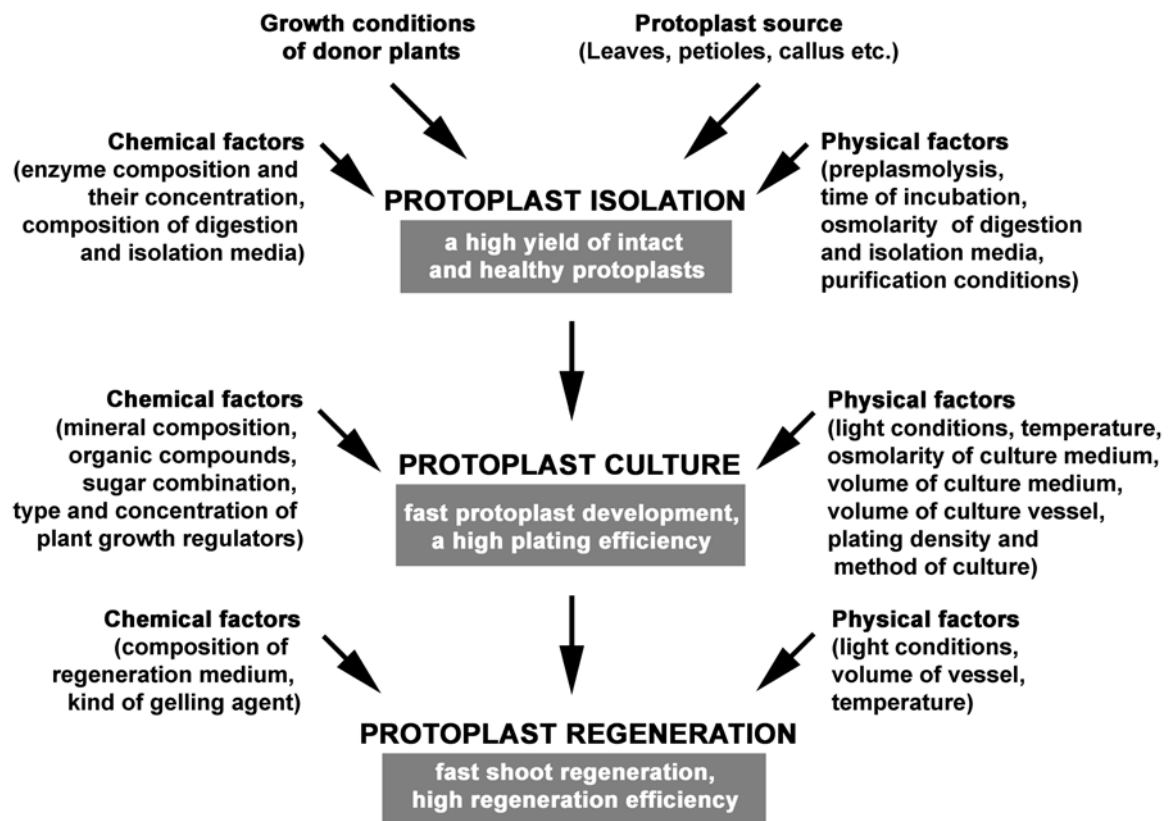 Growth conditions
of donor plants
Protoplast source
(Leaves, petioles, callus etc.)
Chemical factors
(enzyme composition and
their concentration,
composition of digestion
and isolation media)
Physical factors
(preplasmolysis,
time of incubation,
osmolarity of digestion
and isolation media,
purification conditions)
PROTOPLAST ISOLATION
a high yield of intact
and healthy protoplasts
Chemical factors
(mineral composition,
organic compounds,
sugar combination,
type and concentration of
plant growth regulators)
Physical factors
(light conditions, temperature,
osmolarity of culture medium,
volume of culture medium,
volume of culture vessel,
plating density and
method of culture)
PROTOPLAST CULTURE
fast protoplast development,
a high plating efficiency
Chemical factors
(composition of
regeneration medium,
kind of gelling agent)
Physical factors
(light conditions,
volume of vessel,
temperature)
PROTOPLAST REGENERATION
fast shoot regeneration,
high regeneration efficiency